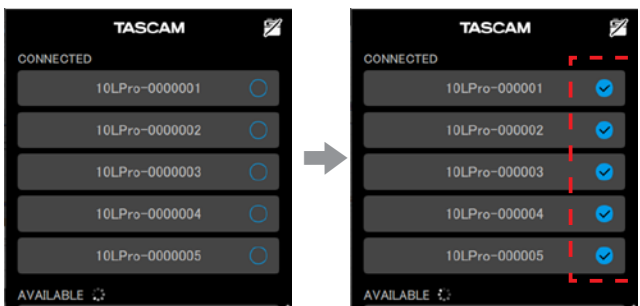 TASCAM
CONNECTED
10LPro-0000001
10LPro-0000002
10LPro-0000003
10LPro-0000004
10LPro-0000005
AVAILABLE
TASCAM
CONNECTED
10LPro-000001
10LPro-000002
10LPro-000003
10LPro-000004
10LPro-000005
AVAILABLE